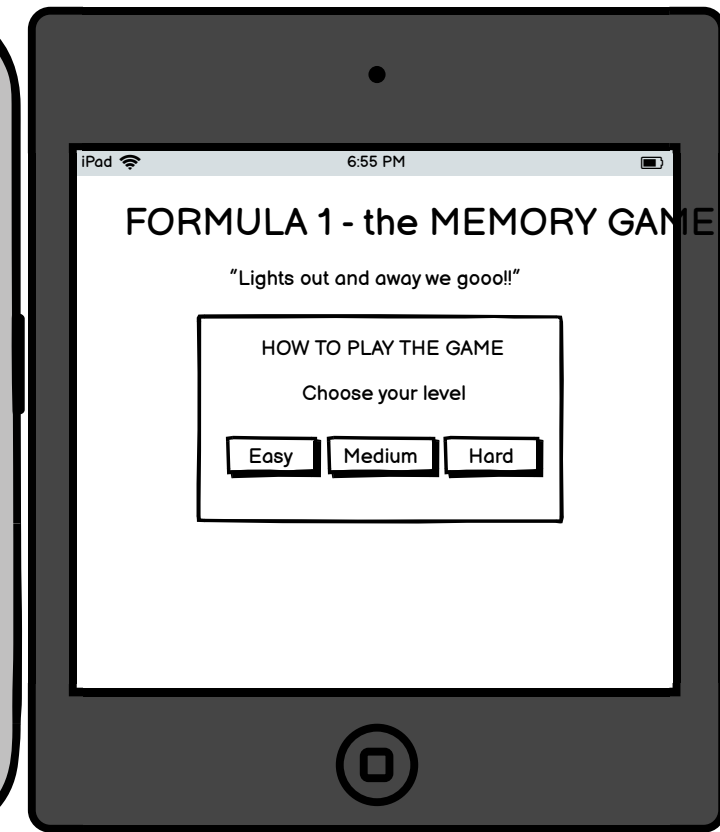 iPad 6:55 PM
FORMULA 1 - the MEMORY GAME
"Lights out and away we gooo!!"
HOW TO PLAY THE GAME
Choose your level
Easy Medium Hard